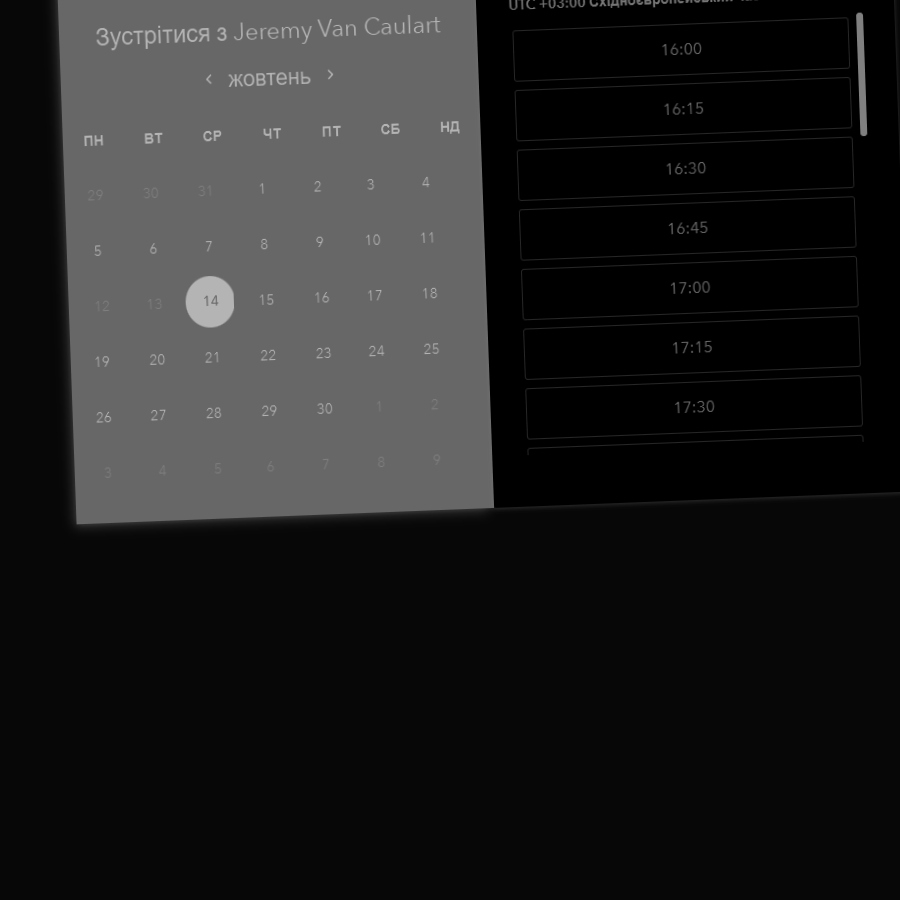 Зустрітися з Jeremy Van Caulart
‹ жовтень ›
ПН ВТ СР ЧТ ПТ СБ НД
29 30 31 1 2 3 4
5 6 7 8 9 10 11
12 13 14 15 16 17 18
19 20 21 22 23 24 25
26 27 28 29 30 1 2
3 4 5 6 7 8 9
UTC +03:00 Східноєвропейський
16:00
16:15
16:30
16:45
17:00
17:15
17:30